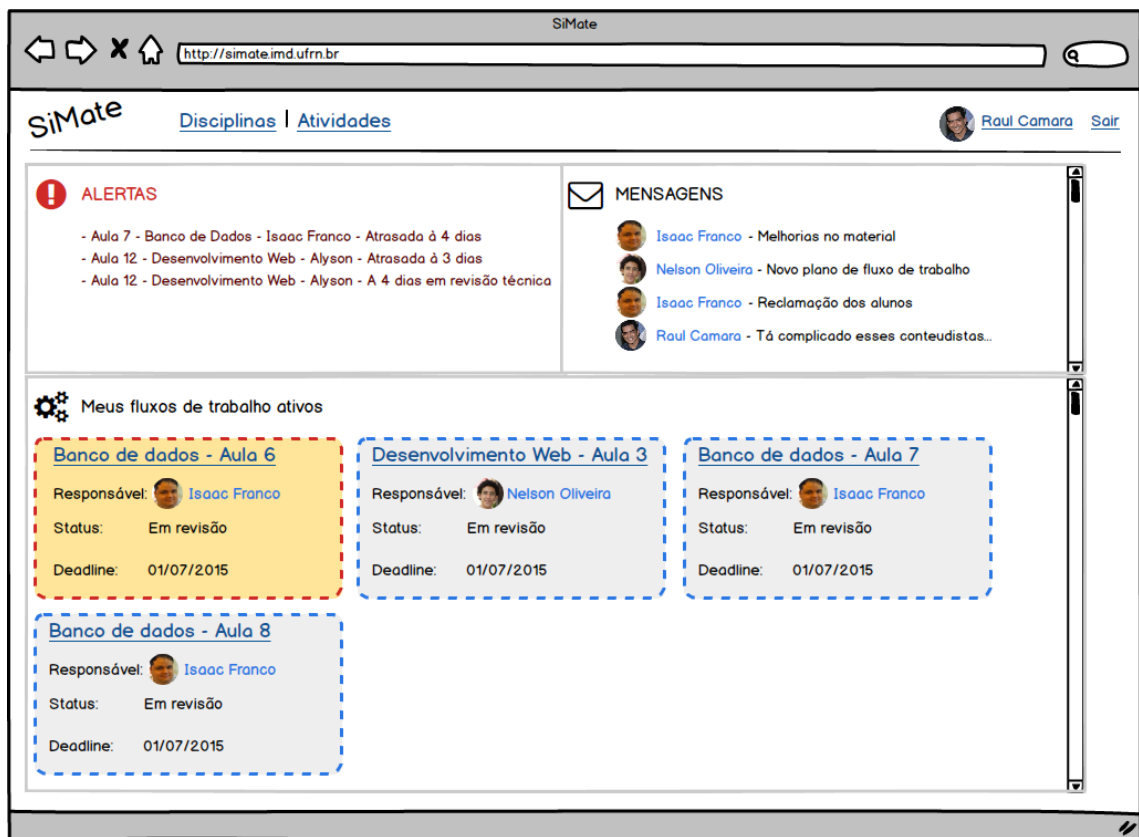 SiMate
http://simate.imd.ufrn.br
SiMate
Disciplinas | Atividades
Raul Camara Sair
ALERTAS
- Aula 7 - Banco de Dados - Isaac Franco - Atrasada à 4 dias
- Aula 12 - Desenvolvimento Web - Alyson - Atrasada à 3 dias
- Aula 12 - Desenvolvimento Web - Alyson - A 4 dias em revisão técnica
MENSAGENS
Isaac Franco - Melhorias no material
Nelson Oliveira - Novo plano de fluxo de trabalho
Isaac Franco - Reclamação dos alunos
Raul Camara - Tá complicado esses conteudistas...
Meus fluxos de trabalho ativos
Banco de dados - Aula 6
Responsável: Isaac Franco
Status: Em revisão
Deadline: 01/07/2015
Desenvolvimento Web - Aula 3
Responsável: Nelson Oliveira
Status: Em revisão
Deadline: 01/07/2015
Banco de dados - Aula 7
Responsável: Isaac Franco
Status: Em revisão
Deadline: 01/07/2015
Banco de dados - Aula 8
Responsável: Isaac Franco
Status: Em revisão
Deadline: 01/07/2015